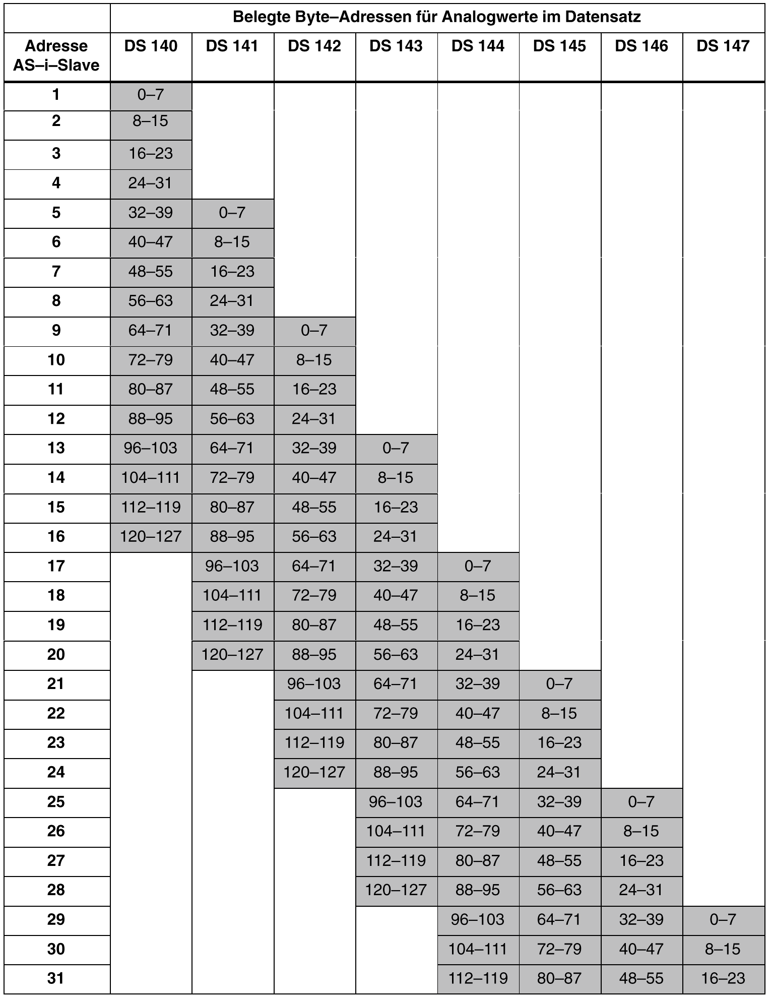 Belegte Byte–Adressen für Analogwerte im Datensatz
Adresse AS–i–Slave DS 140 DS 141 DS 142 DS 143 DS 144 DS 145 DS 146 DS 147
1 0–7
2 8–15
3 16–23
4 24–31
5 32–39 0–7
6 40–47 8–15
7 48–55 16–23
8 56–63 24–31
9 64–71 32–39 0–7
10 72–79 40–47 8–15
11 80–87 48–55 16–23
12 88–95 56–63 24–31
13 96–103 64–71 32–39 0–7
14 104–111 72–79 40–47 8–15
15 112–119 80–87 48–55 16–23
16 120–127 88–95 56–63 24–31
17 96–103 64–71 32–39 0–7
18 104–111 72–79 40–47 8–15
19 112–119 80–87 48–55 16–23
20 120–127 88–95 56–63 24–31
21 96–103 64–71 32–39 0–7
22 104–111 72–79 40–47 8–15
23 112–119 80–87 48–55 16–23
24 120–127 88–95 56–63 24–31
25 96–103 64–71 32–39 0–7
26 104–111 72–79 40–47 8–15
27 112–119 80–87 48–55 16–23
28 120–127 88–95 56–63 24–31
29 96–103 64–71 32–39 0–7
30 104–111 72–79 40–47 8–15
31 112–119 80–87 48–55 16–23